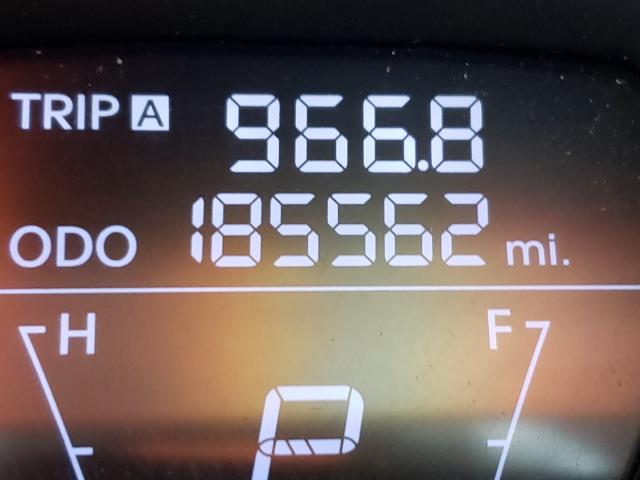 TRIP A 966.8
ODO 185562 mi.
H F
P